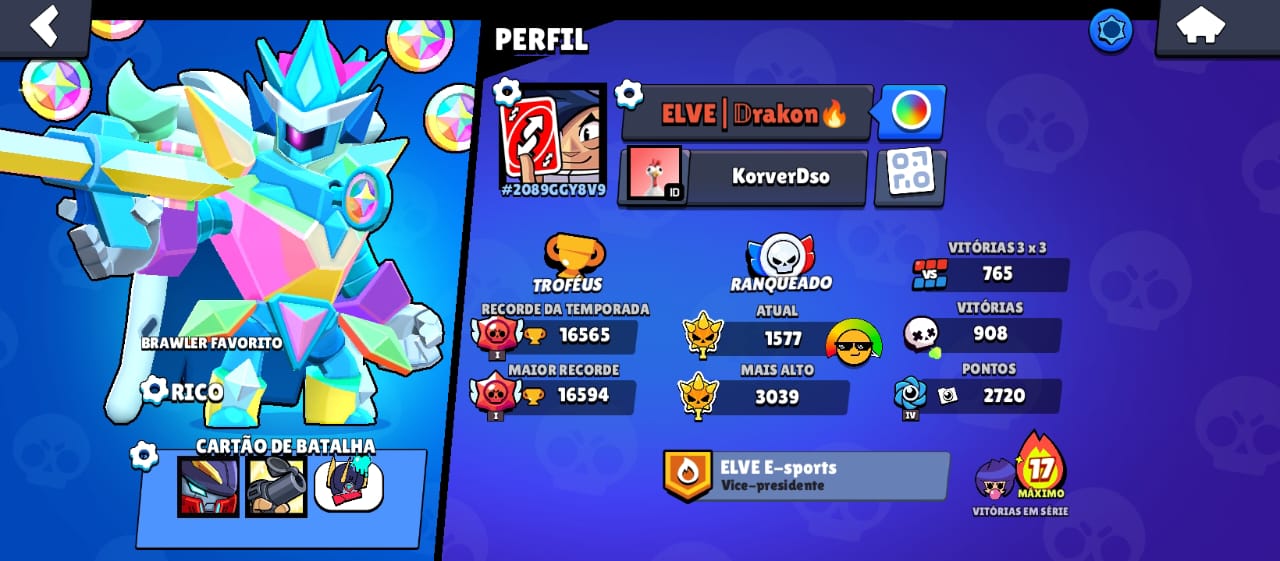 PERFIL
ELVE | Drakon🔥
#2089GGY8V9
KorverDso
ID
TROFÉUS
RECORDE DA TEMPORADA
16565
I
MAIOR RECORDE
16594
I
RANQUEADO
ATUAL
1577
I
MAIS ALTO
3039
I
VITÓRIAS 3 x 3
VS
765
VITÓRIAS
908
PONTOS
2720
IV
BRAWLER FAVORITO
RICO
CARTÃO DE BATALHA
ELVE E-sports
Vice-presidente
17
MÁXIMO
VITÓRIAS EM SÉRIE